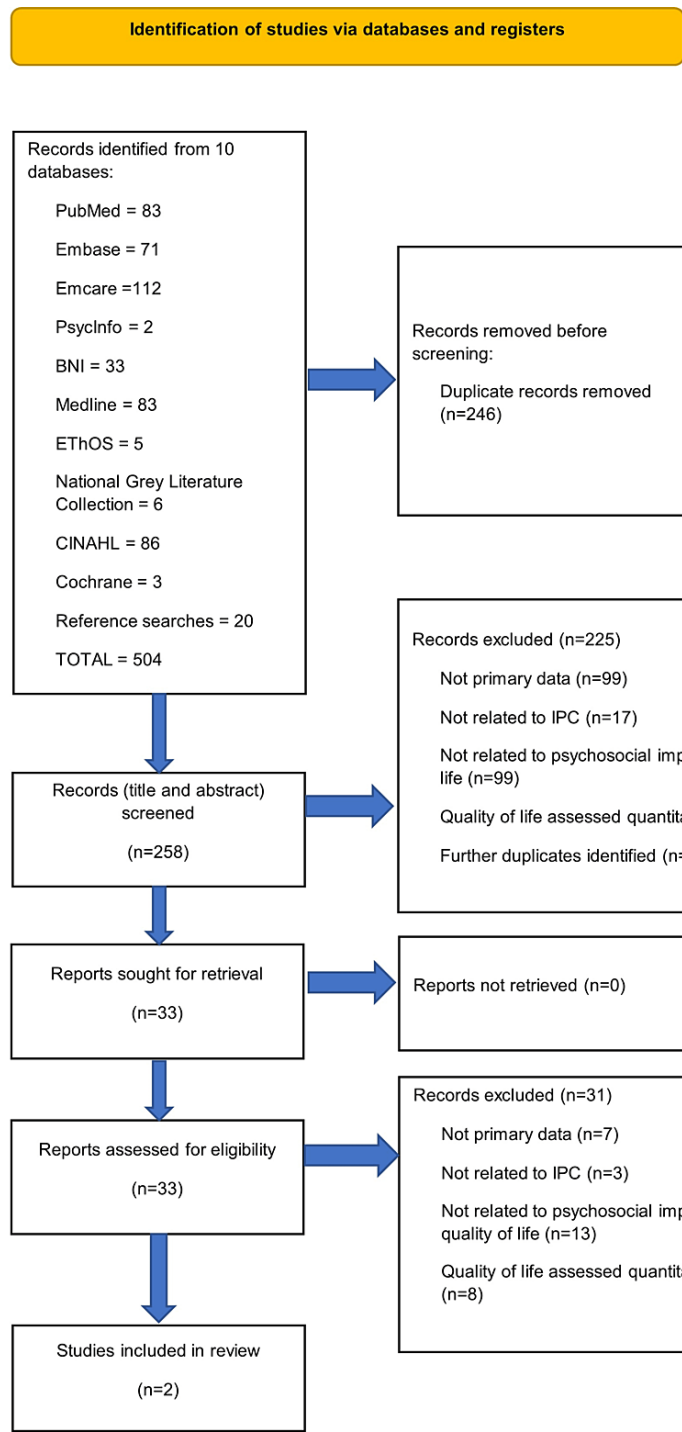 Identification of studies via databases and registers
Records identified from 10
databases:
PubMed = 83
Embase = 71
Emcare =112
PsycInfo = 2
BNI = 33
Medline = 83
EThOS = 5
National Grey Literature
Collection = 6
CINAHL = 86
Cochrane = 3
Reference searches = 20
TOTAL = 504
Records removed before
screening:
Duplicate records removed
(n=246)
Records (title and abstract)
screened
(n=258)
Records excluded (n=225)
Not primary data (n=99)
Not related to IPC (n=17)
Not related to psychosocial
life (n=99)
Quality of life assessed
Further duplicates identified
Reports sought for retrieval
(n=33)
Reports not retrieved (n=0)
Reports assessed for eligibility
(n=33)
Records excluded (n=31)
Not primary data (n=7)
Not related to IPC (n=3)
Not related to psychosocial
quality of life (n=13)
Quality of life assessed
(n=8)
Studies included in review
(n=2)